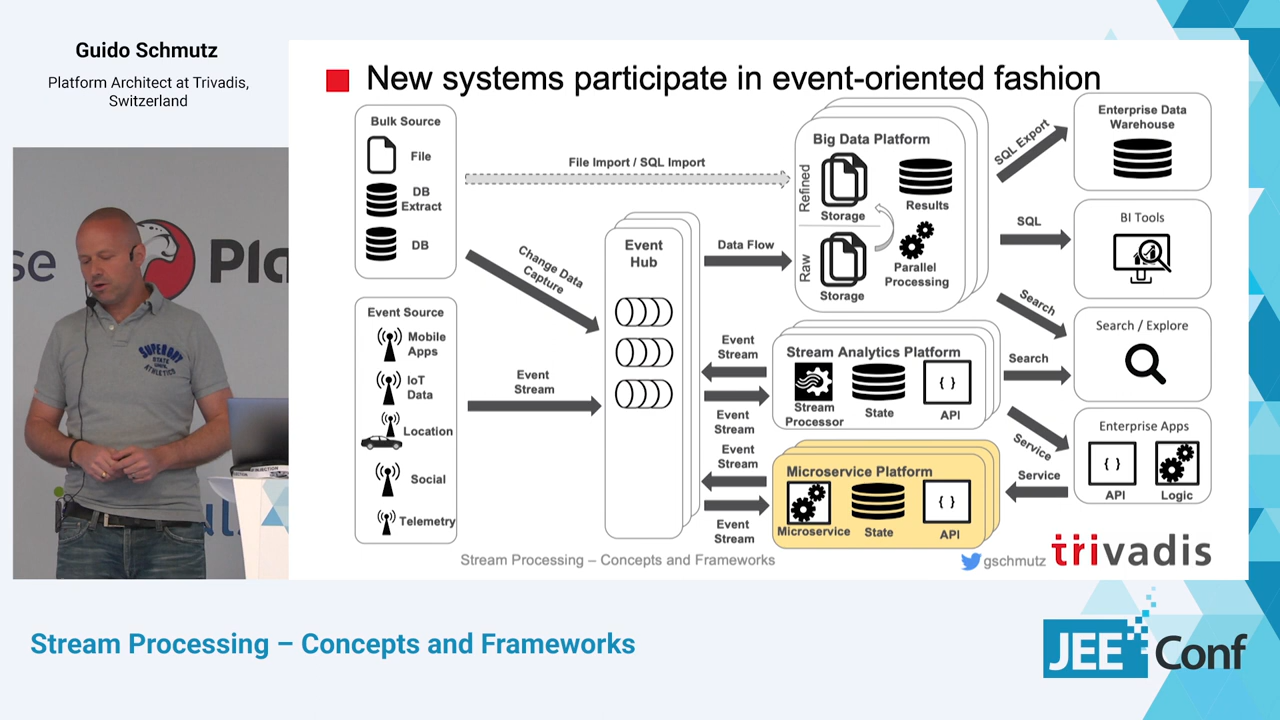 Guido Schmutz
Platform Architect at Trivadis,
Switzerland
New systems participate in event-oriented fashion
Bulk Source
File
DB
Extract
DB
Event Source
Mobile
Apps
IoT
Data
Location
Social
Telemetry
File Import / SQL Import
Change Data
Capture
Event
Stream
Event
Hub
Data Flow
Event
Stream
Event
Stream
Event
Stream
Event
Stream
Big Data Platform
Refined
Storage
Results
Raw
Storage
Parallel
Processing
Stream Analytics Platform
Stream
Processor
State
{ }
API
Microservice Platform
Microservice
State
{ }
API
SQL Export
SQL
Search
Search
Service
Service
Enterprise Data
Warehouse
BI Tools
Search / Explore
Enterprise Apps
{ }
API
Logic
Stream Processing – Concepts and Frameworks
gschmutz
trivadis
SUPERDRY
STATE
ATHLETICS
Stream Processing – Concepts and Frameworks
JEE Conf